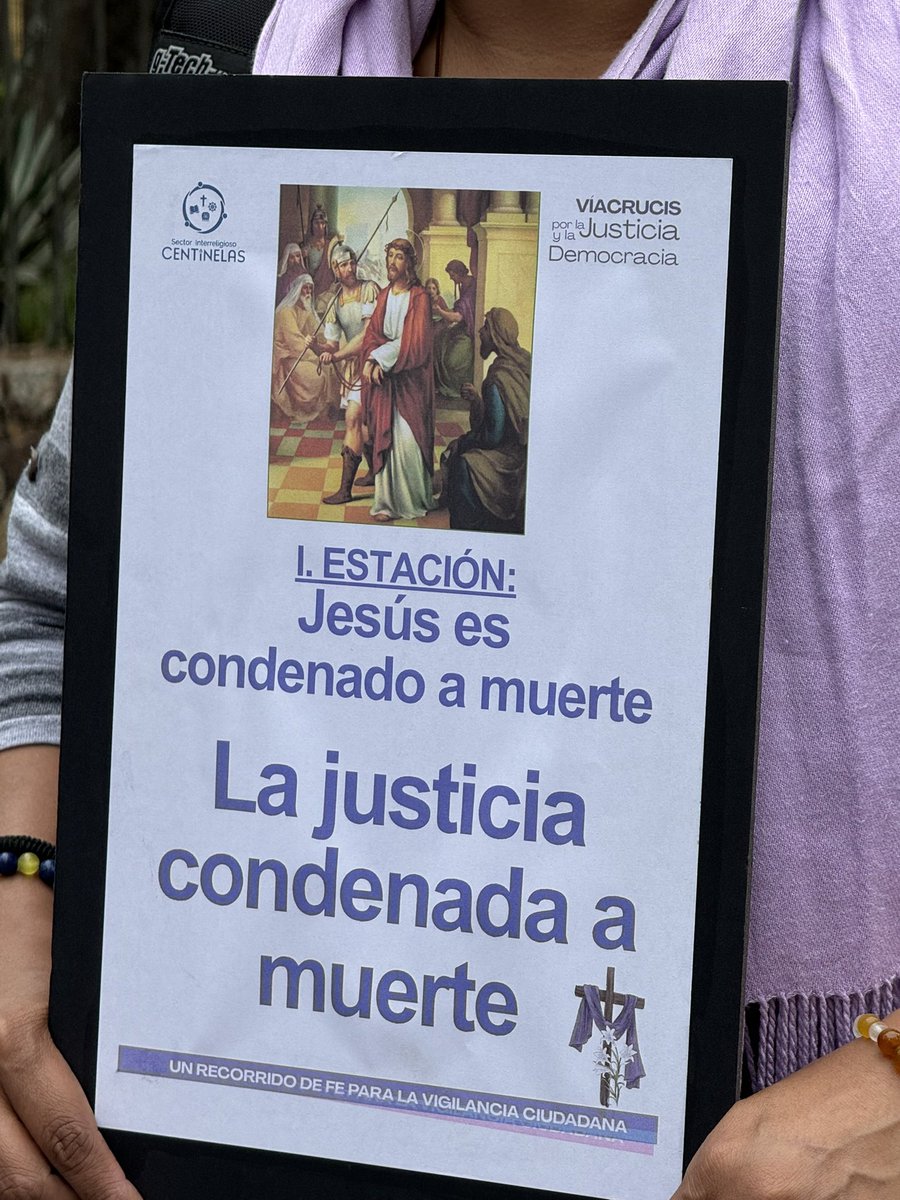 g-Tech
Sector interreligioso
CENTiNELAS
VÍACRUCIS
por la
y la
Justicia
Democracia
I. ESTACIÓN:
Jesús es
condenado a muerte
La justicia
condenada a
muerte
UN RECORRIDO DE FE PARA LA VIGILANCIA CIUDADANA